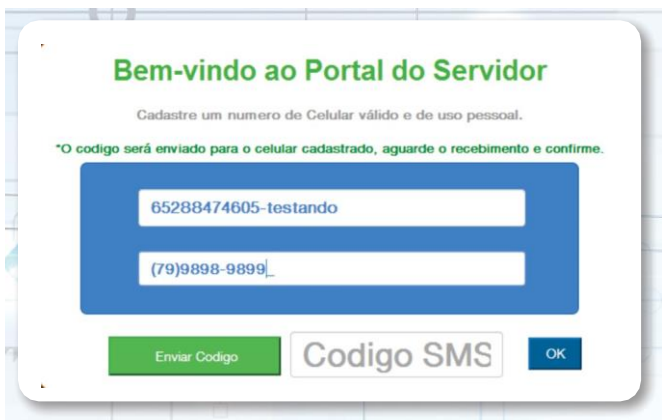 Bem-vindo ao Portal do Servidor
Cadastre um numero de Celular válido e de uso pessoal.
*O codigo será enviado para o celular cadastrado, aguarde o recebimento e confirme.
65288474605-testando
(79)9898-9899_
Enviar Codigo Codigo SMS OK